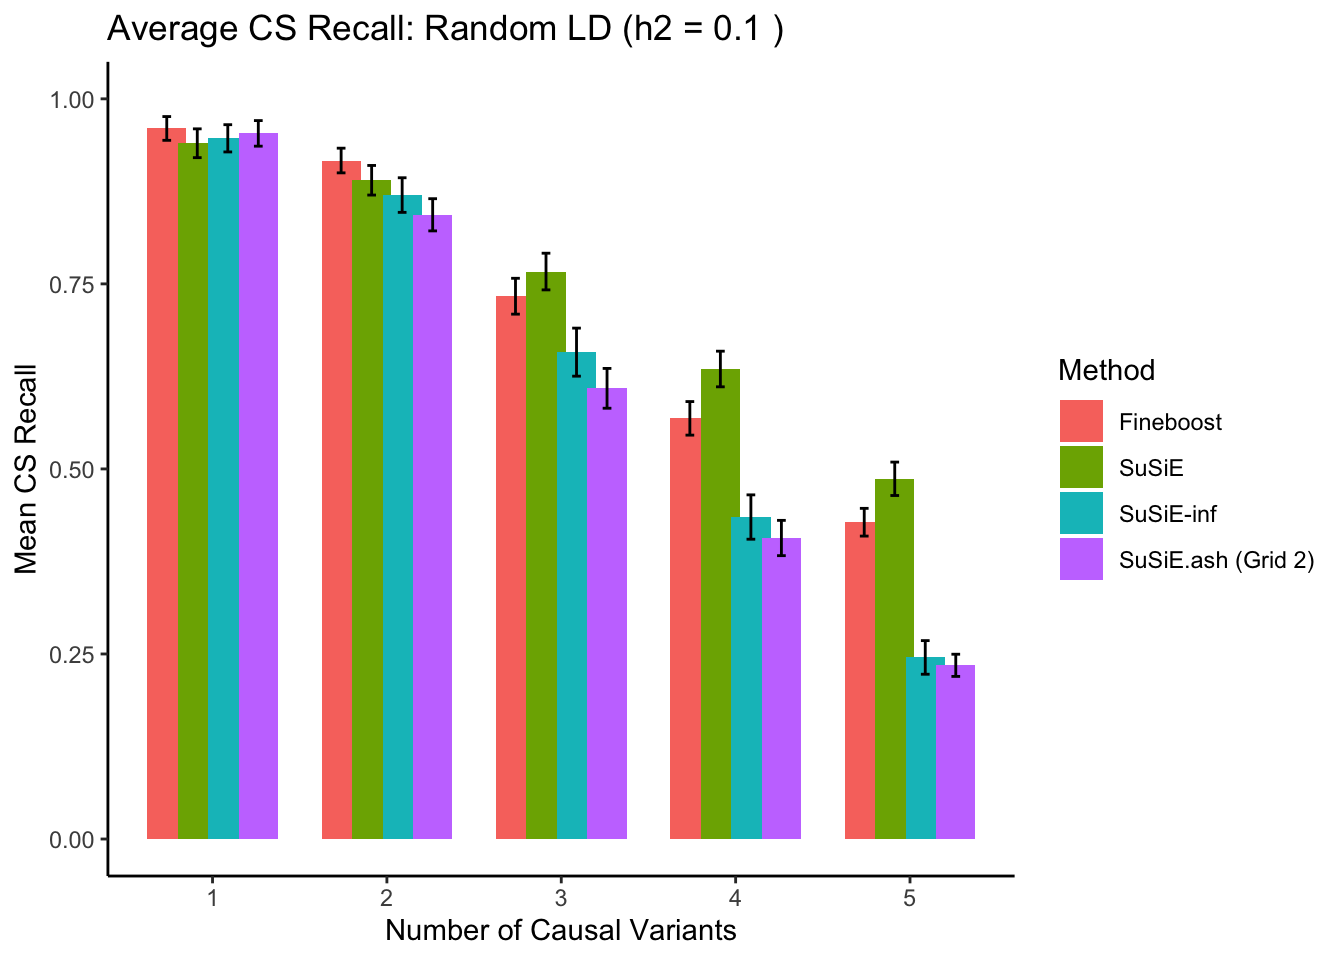 Average CS Recall: Random LD (h2 = 0.1 )
1.00
0.75
0.50
0.25
0.00
Mean CS Recall
1 2 3 4 5
Number of Causal Variants
Method
Fineboost
SuSiE
SuSiE-inf
SuSiE.ash (Grid 2)